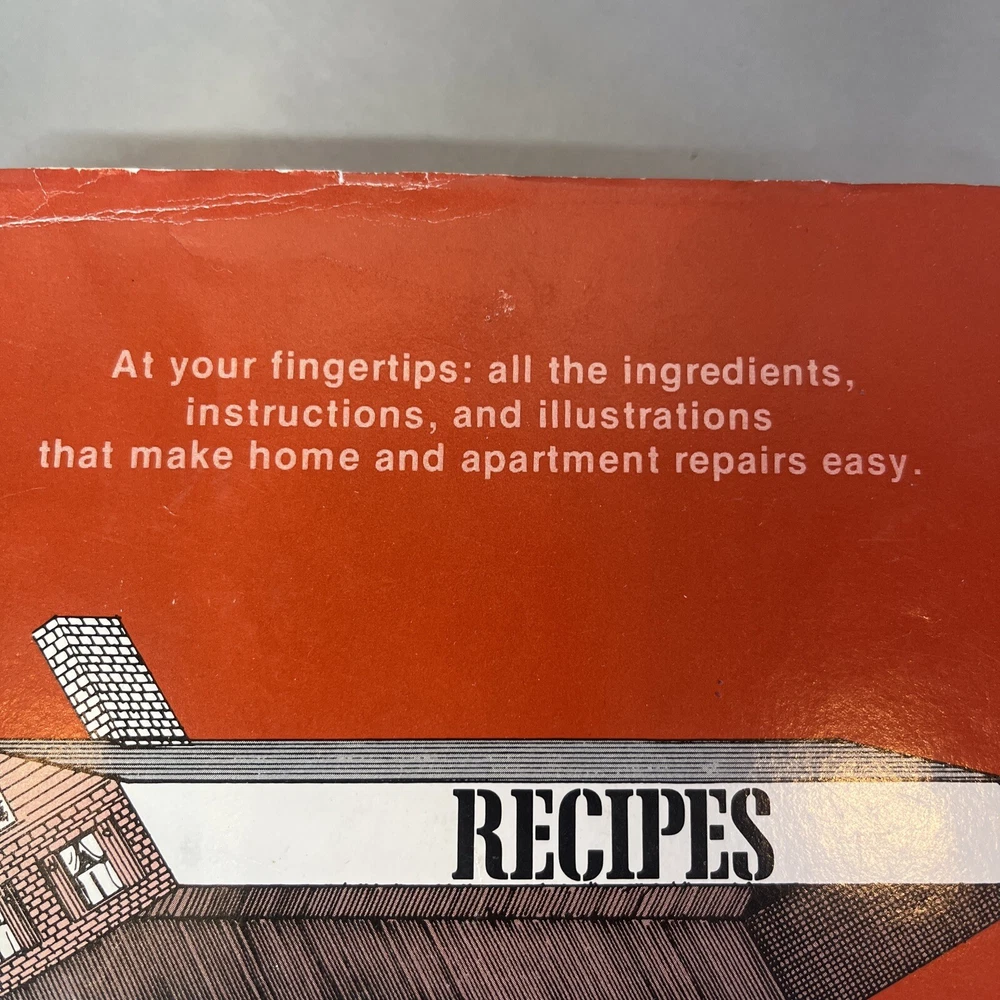 At your fingertips: all the ingredients,
instructions, and illustrations
that make home and apartment repairs easy.
RECIPES